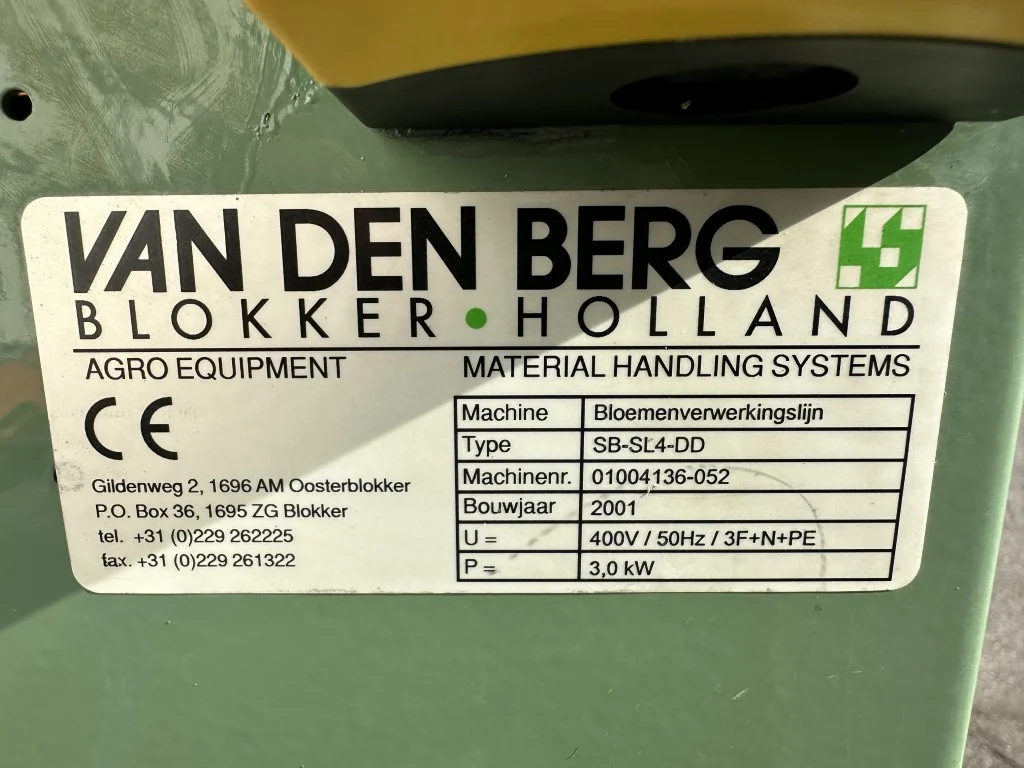 VAN DEN BERG
BLOKKER • HOLLAND
AGRO EQUIPMENT MATERIAL HANDLING SYSTEMS
CE
Gildenweg 2, 1696 AM Oosterblokker
P.O. Box 36, 1695 ZG Blokker
tel. +31 (0)229 262225
fax. +31 (0)229 261322
Machine Bloemenverwerkingslijn
Type SB-SL4-DD
Machinenr. 01004136-052
Bouwjaar 2001
U = 400V / 50Hz / 3F+N+PE
P = 3,0 kW